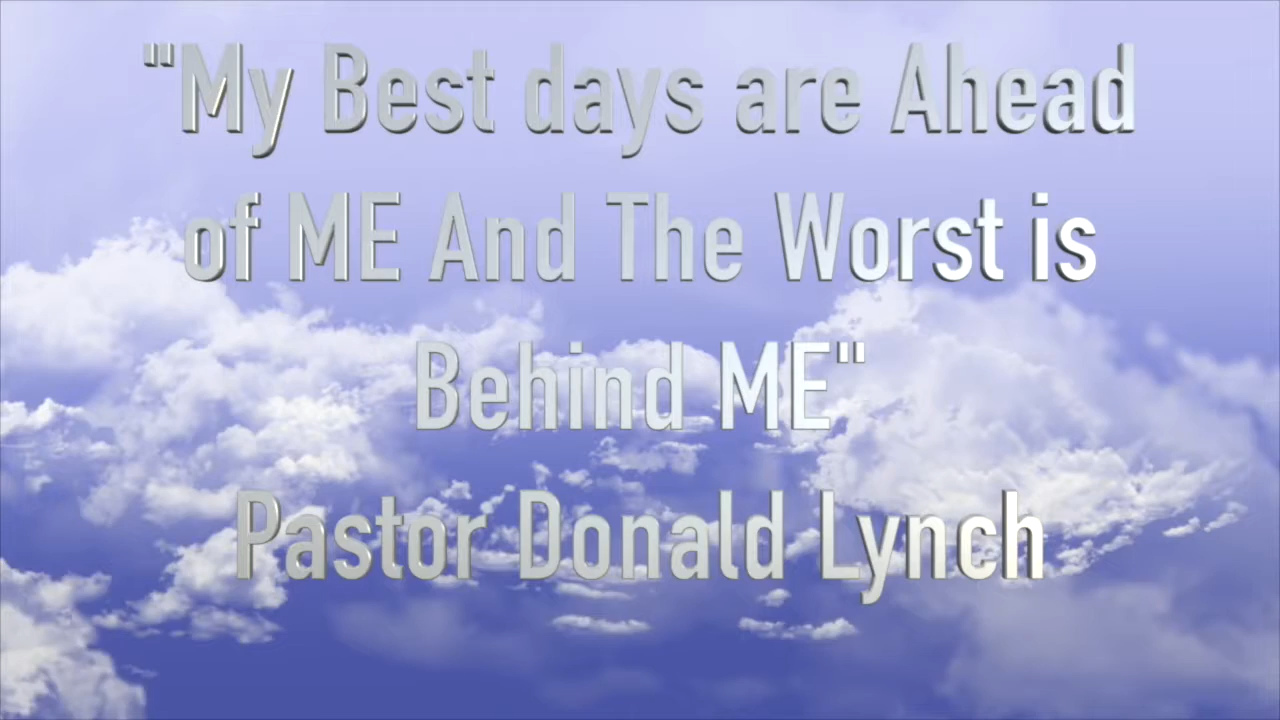 "My Best days are Ahead
of ME And The Worst is
Behind ME"
Pastor Donald Lynch